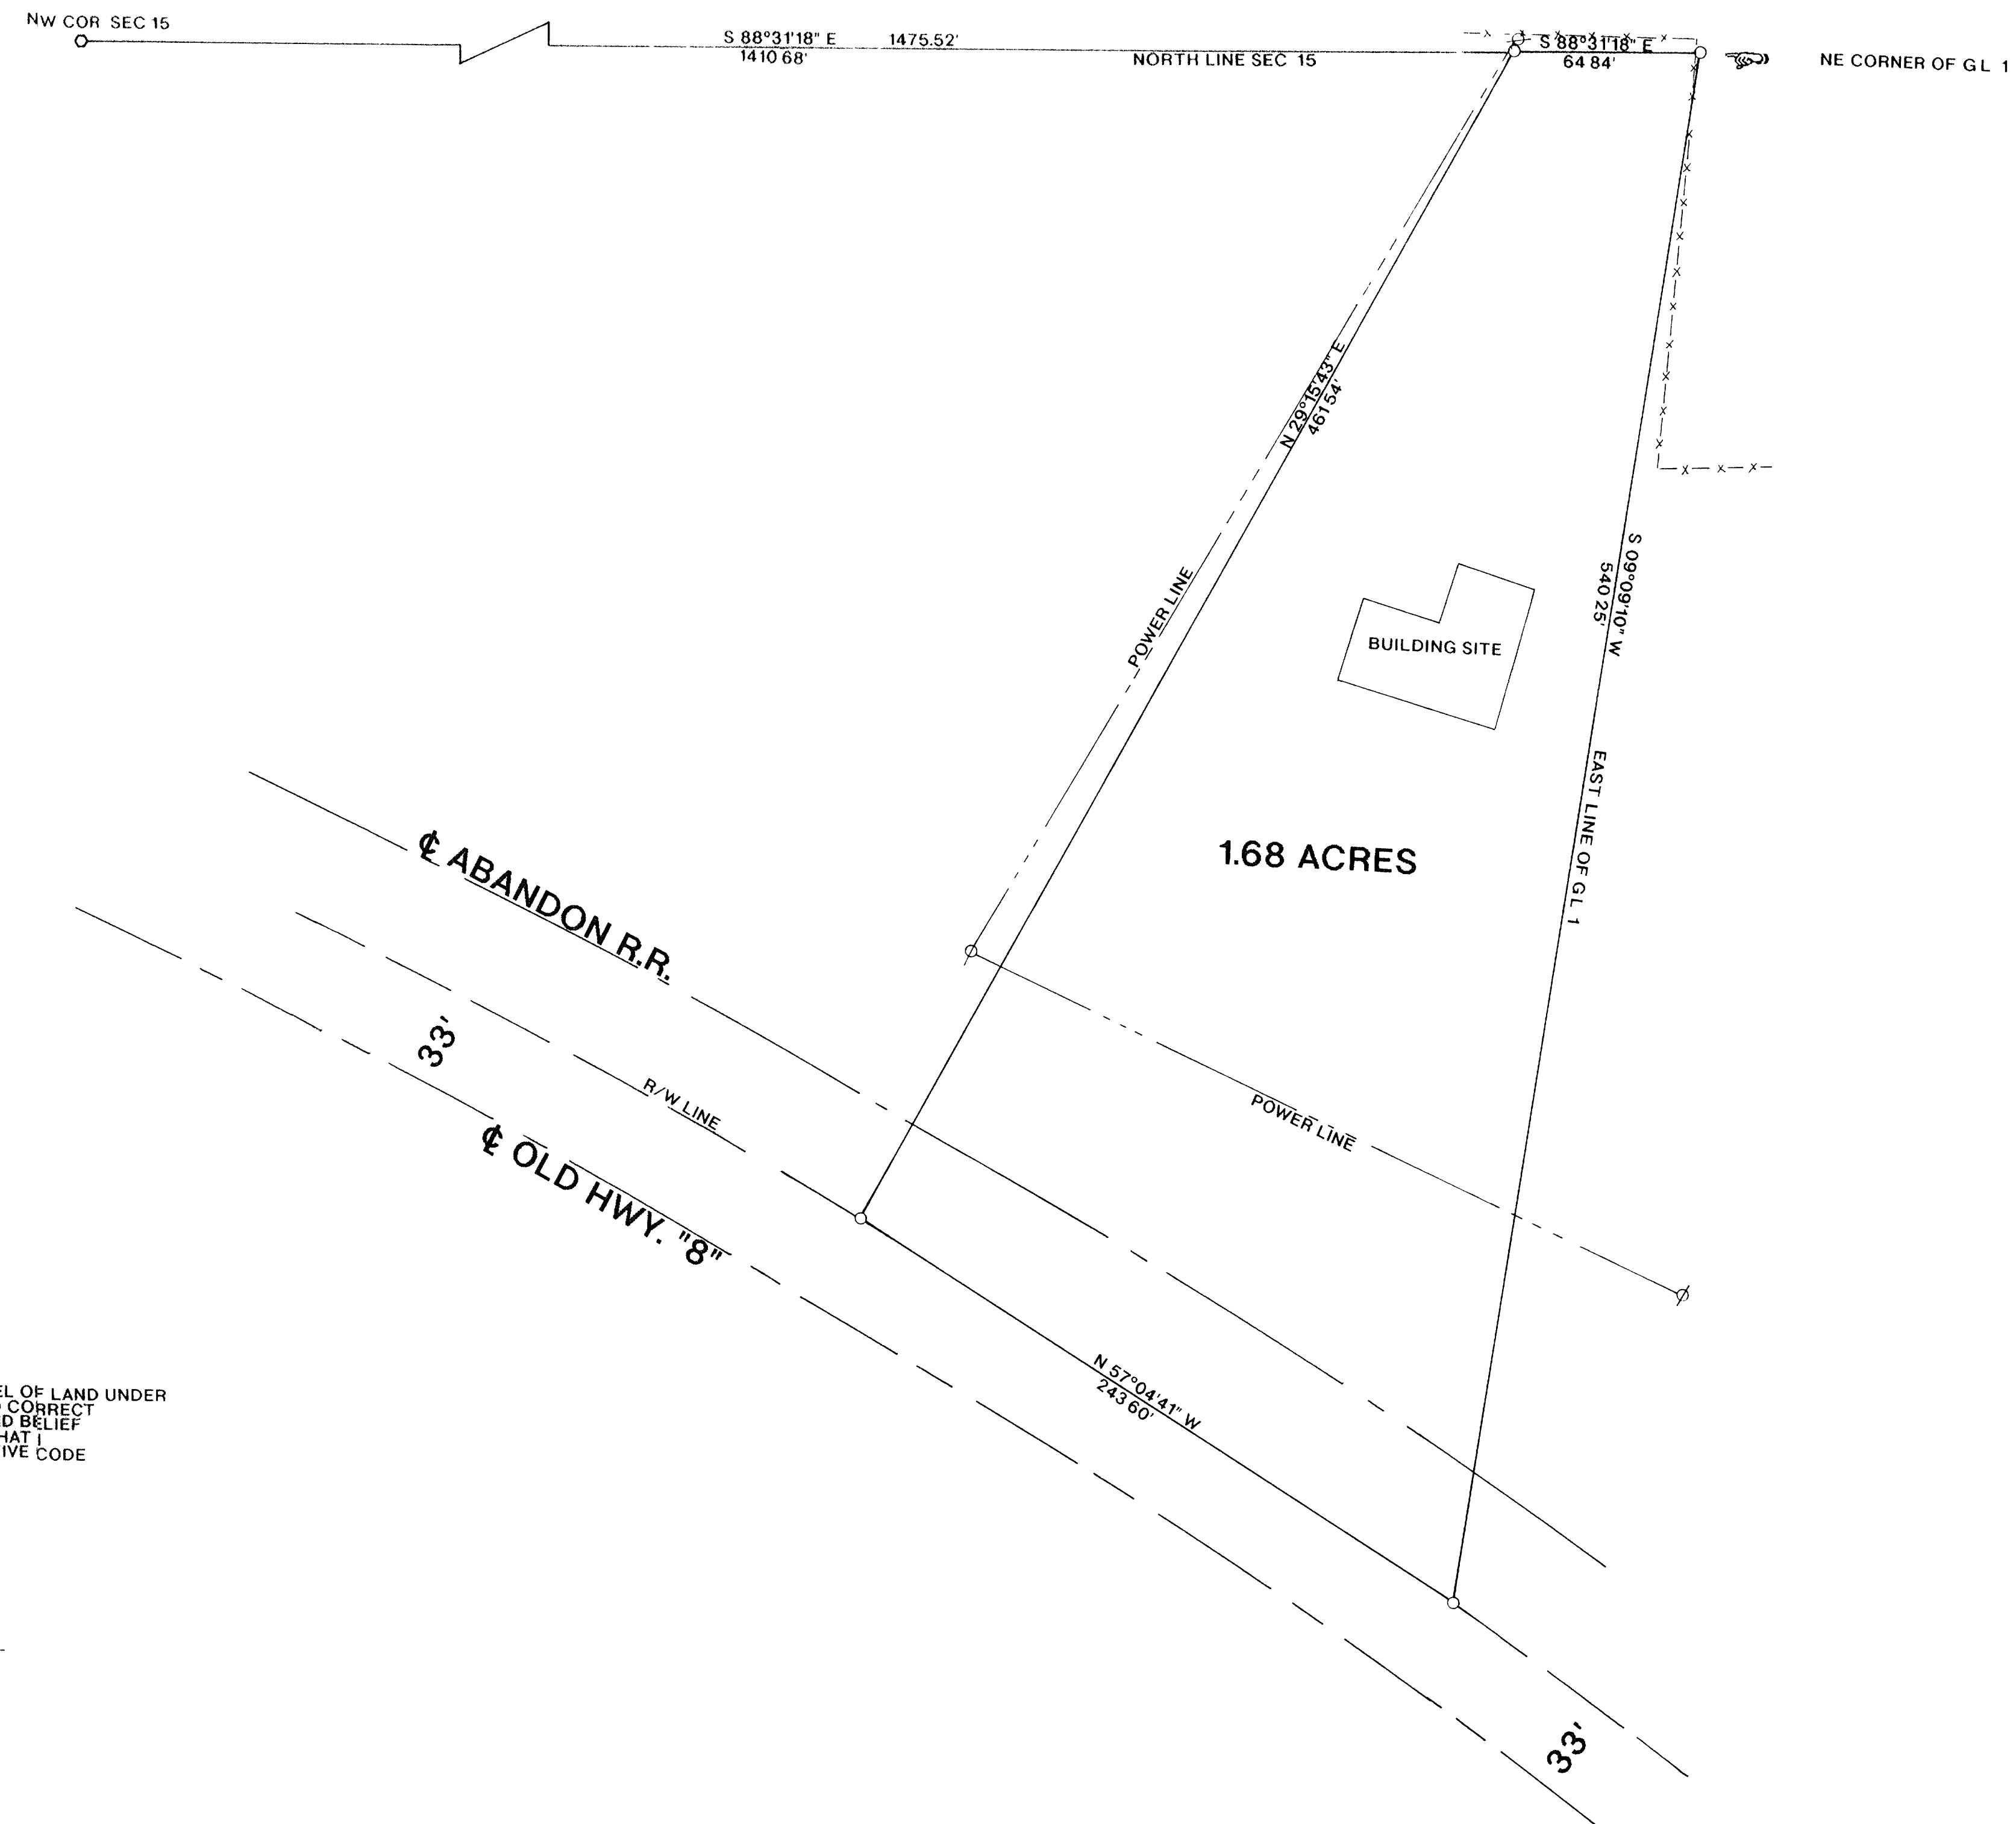 NW COR SEC 15
S 88°31'18" E 1475.52'
1410 68'
NORTH LINE SEC 15
S 88°31'18" E
64 84'
NE CORNER OF G L 1
N 29°15'43" E
461 54'
POWER LINE
S 09°09'10" W
540 25'
BUILDING SITE
EAST LINE OF G L 1
1.68 ACRES
℄ ABANDON R.R.
33'
R/W LINE
℄ OLD HWY. "8"
POWER LINE
N 57°04'41" W
243 60'
EL OF LAND UNDER
CORRECT
D BELIEF
HAT I
IVE CODE
33'